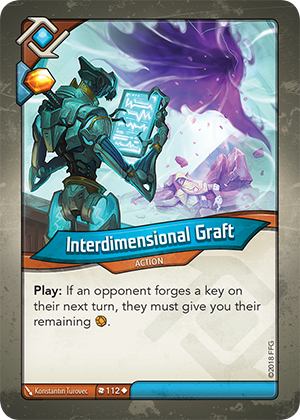 Interdimensional Graft
ACTION
Play: If an opponent forges a key on
their next turn, they must give you their
remaining .
©2018 FFG
Konstantin Turovec
112